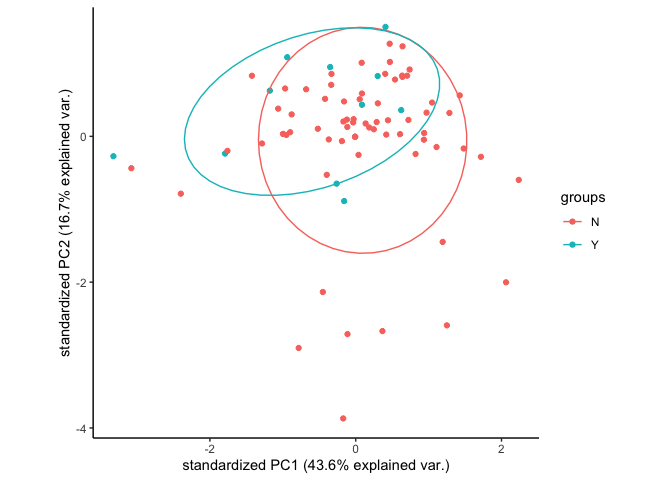 0
-2
-4
-2
0
2
standardized PC1 (43.6% explained var.)
standardized PC2 (16.7% explained var.)
groups
N
Y